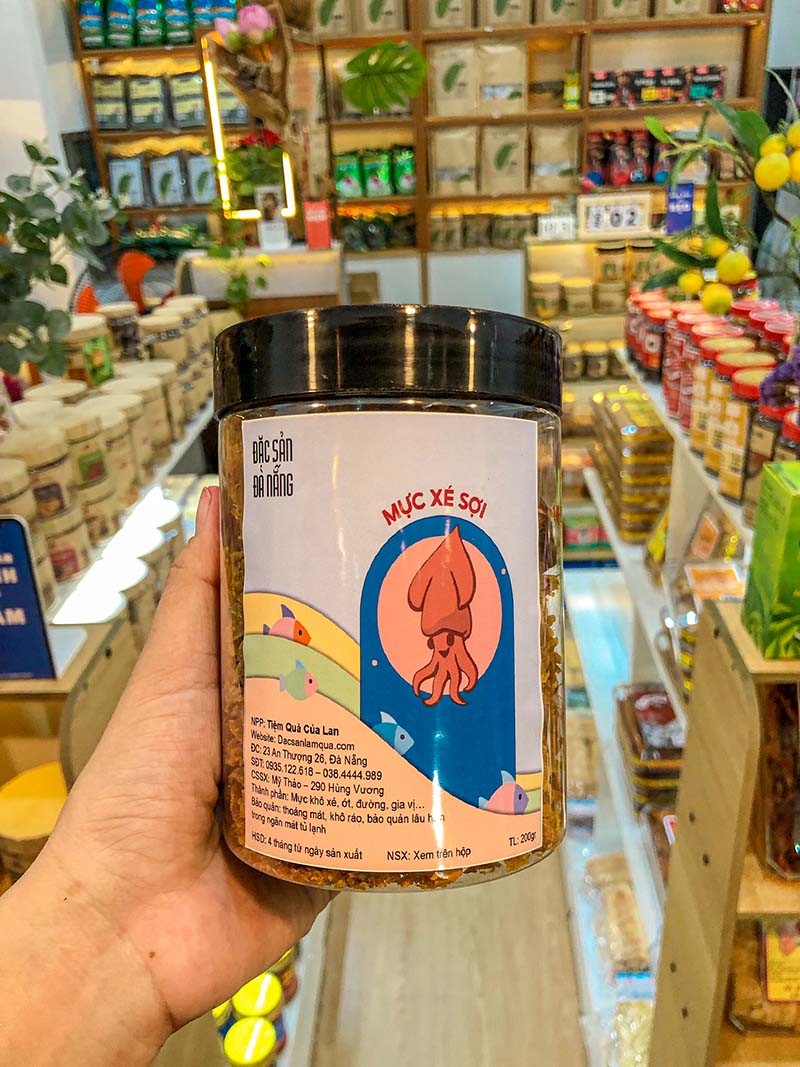 ĐẶC SẢN
ĐÀ NẴNG
MỰC XÉ SỢI
NPP: Tiệm Quà Của Lan
Website: Dacsanlamqua.com
ĐC: 23 An Thượng 26, Đà Nẵng
SĐT: 0935.122.618 – 038.4444.989
CSSX: Mỹ Thảo – 290 Hùng Vương
Thành phần: Mực khô xé, ớt, đường, gia vị...
Bảo quản: thoáng mát, khô ráo, bảo quản lâu hơn
trong ngăn mát tủ lạnh
HSD: 4 tháng từ ngày sản xuất
NSX: Xem trên hộp
TL: 200gr
02